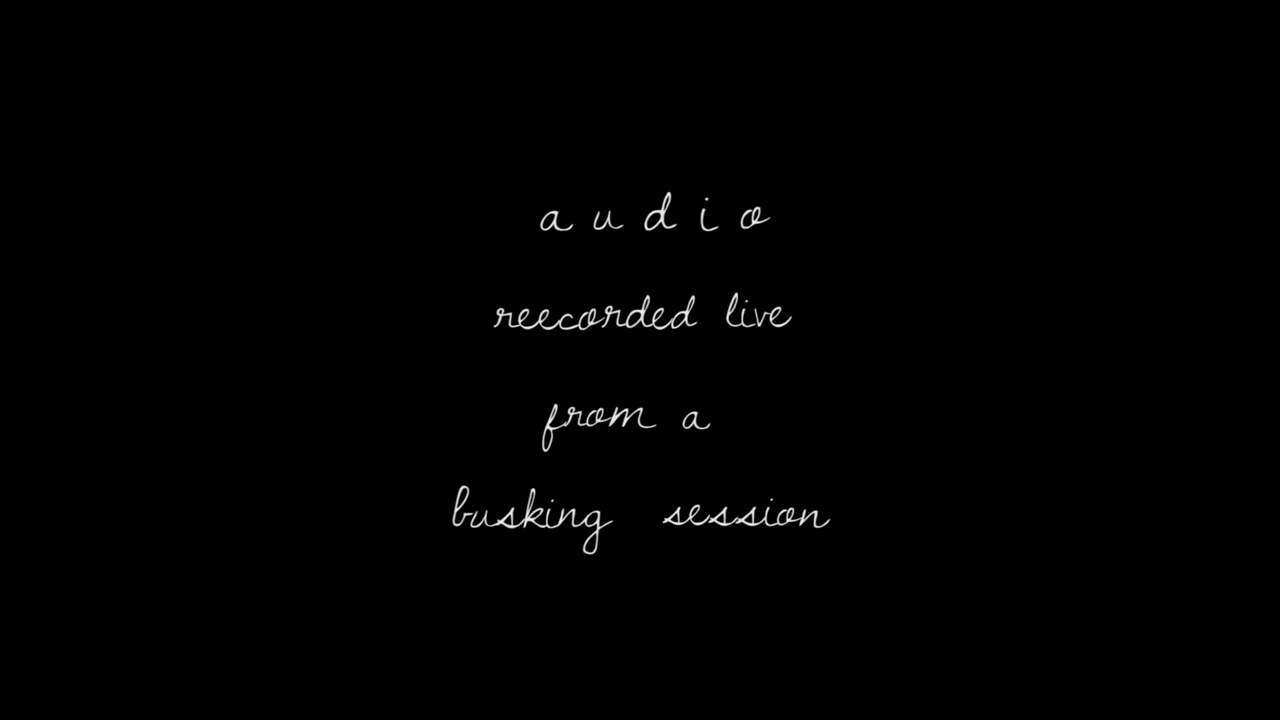 a u d i o
reecorded live
from a
busking session